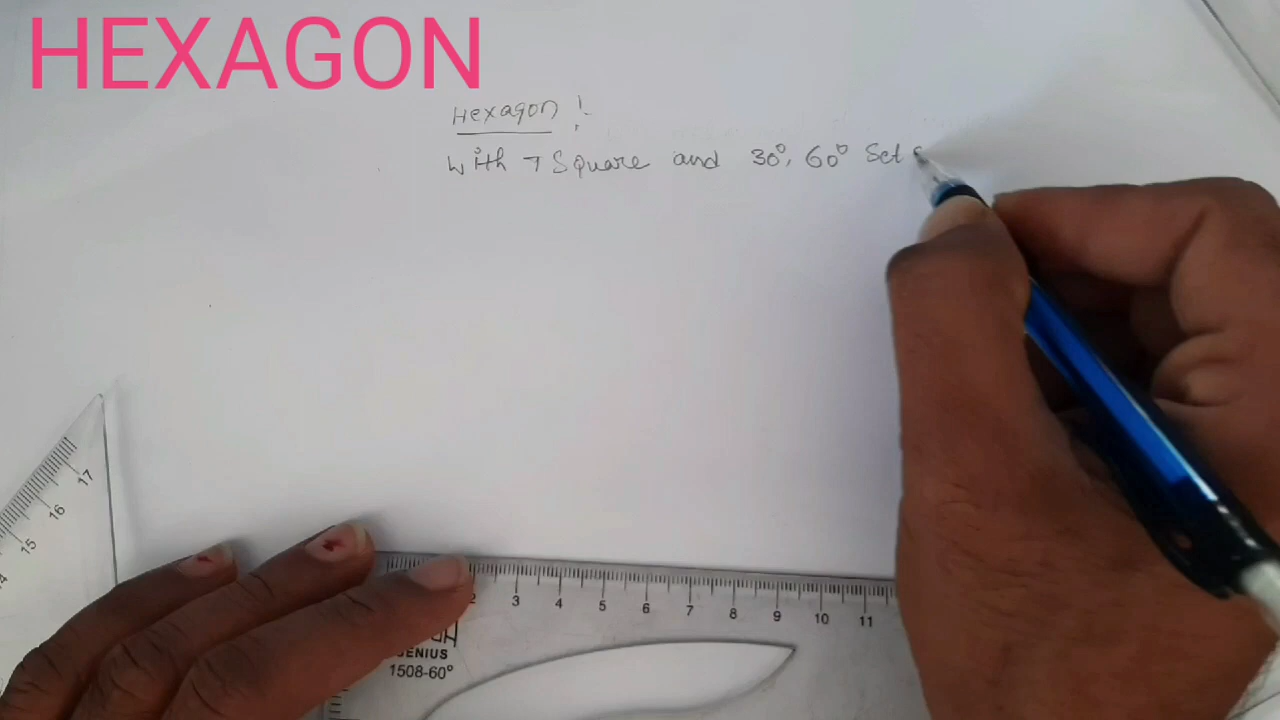 HEXAGON
Hexagon !
With T Square and 30°, 60° Set s
17
16
15
2 3 4 5 6 7 8 9 10 11
ENIUS
1508-60°